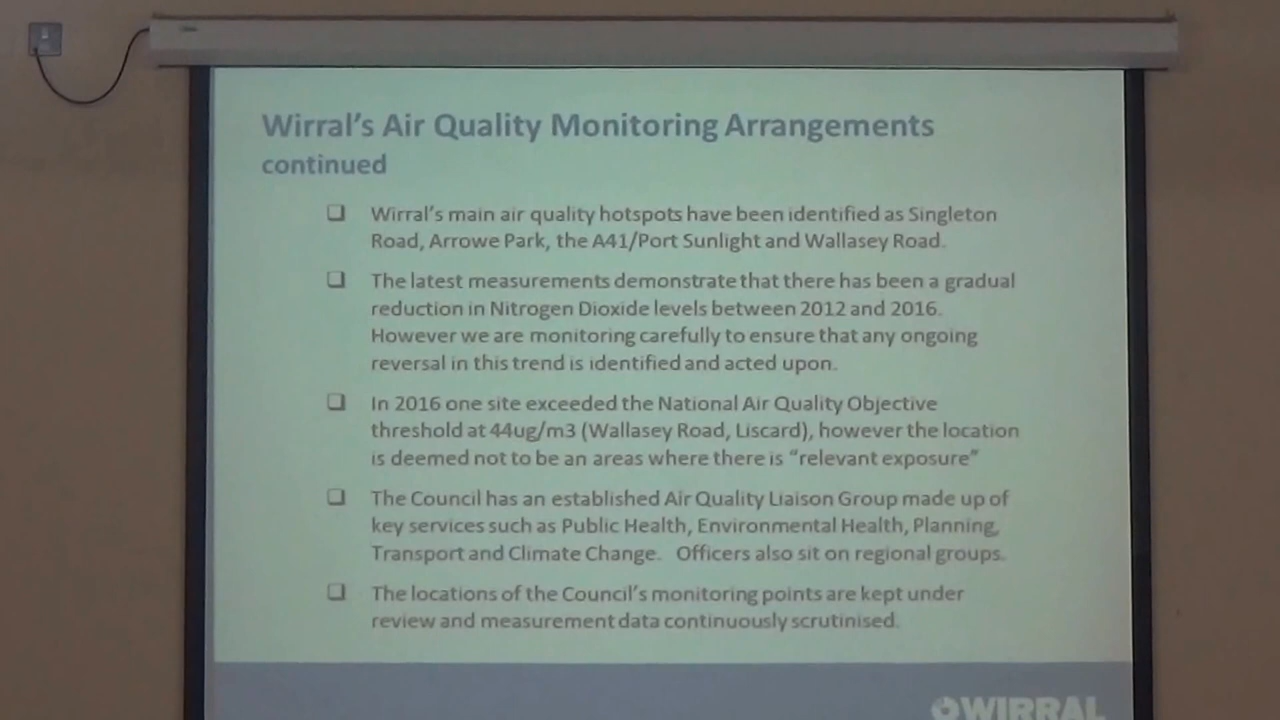 Wirral's Air Quality Monitoring Arrangements
continued
❑ Wirral's main air quality hotspots have been identified as Singleton
Road, Arrowe Park, the A41/Port Sunlight and Wallasey Road.
❑ The latest measurements demonstrate that there has been a gradual
reduction in Nitrogen Dioxide levels between 2012 and 2016.
However we are monitoring carefully to ensure that any ongoing
reversal in this trend is identified and acted upon.
❑ In 2016 one site exceeded the National Air Quality Objective
threshold at 44ug/m3 (Wallasey Road, Liscard), however the location
is deemed not to be an areas where there is “relevant exposure”
❑ The Council has an established Air Quality Liaison Group made up of
key services such as Public Health, Environmental Health, Planning,
Transport and Climate Change. Officers also sit on regional groups.
❑ The locations of the Council's monitoring points are kept under
review and measurement data continuously scrutinised.
WIRRAL